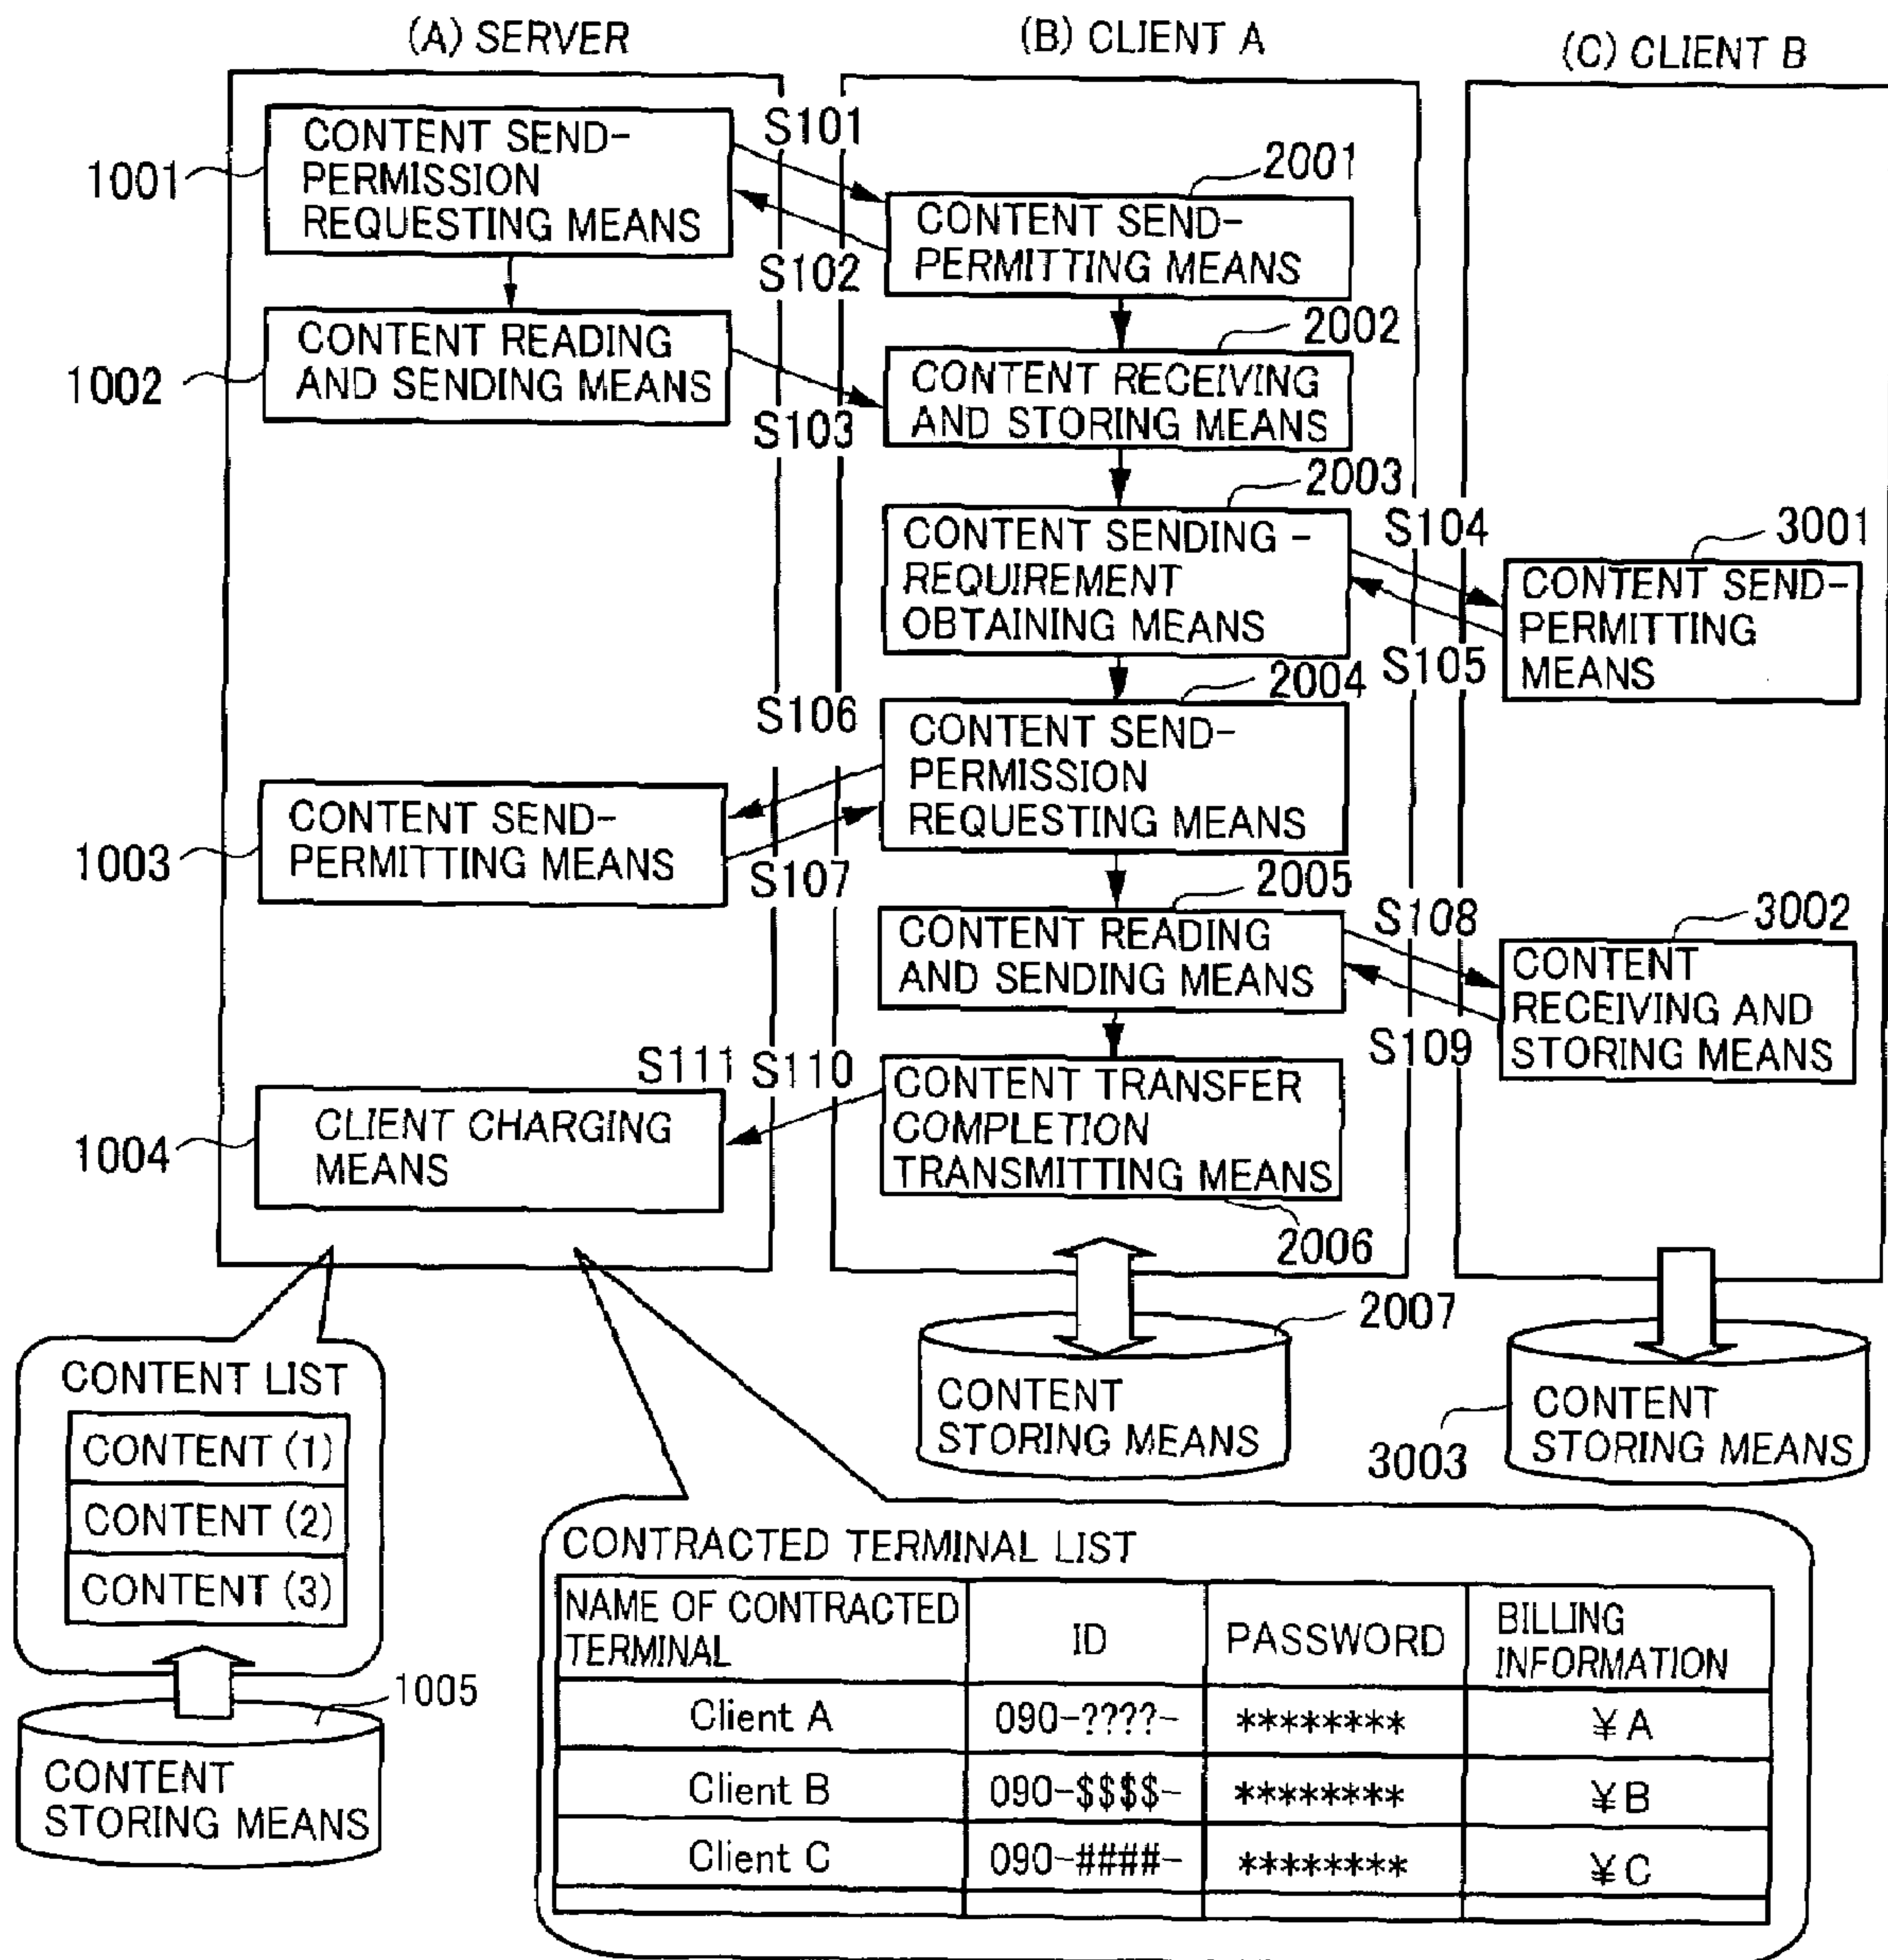 (A) SERVER
(B) CLIENT A
(C) CLIENT B
1001
CONTENT SEND-
PERMISSION
REQUESTING MEANS
S101
S102
2001
CONTENT SEND-
PERMITTING MEANS
1002
CONTENT READING
AND SENDING MEANS
S103
2002
CONTENT RECEIVING
AND STORING MEANS
2003
CONTENT SENDING -
REQUIREMENT
OBTAINING MEANS
S104
S105
3001
CONTENT SEND-
PERMITTING
MEANS
2004
S106
CONTENT SEND-
PERMISSION
REQUESTING MEANS
1003
CONTENT SEND-
PERMITTING MEANS
S107
2005
CONTENT READING
AND SENDING MEANS
S108
S109
3002
CONTENT
RECEIVING AND
STORING MEANS
S111 S110
CONTENT TRANSFER
COMPLETION
TRANSMITTING MEANS
2006
1004
CLIENT CHARGING
MEANS
2007
CONTENT
STORING MEANS
3003
CONTENT
STORING MEANS
CONTENT LIST
CONTENT (1)
CONTENT (2)
CONTENT (3)
1005
CONTENT
STORING MEANS
CONTRACTED TERMINAL LIST
NAME OF CONTRACTED
TERMINAL
ID
PASSWORD
BILLING
INFORMATION
Client A 090-????- ******** ¥A
Client B 090-$$$$- ******** ¥B
Client C 090-####- ******** ¥C